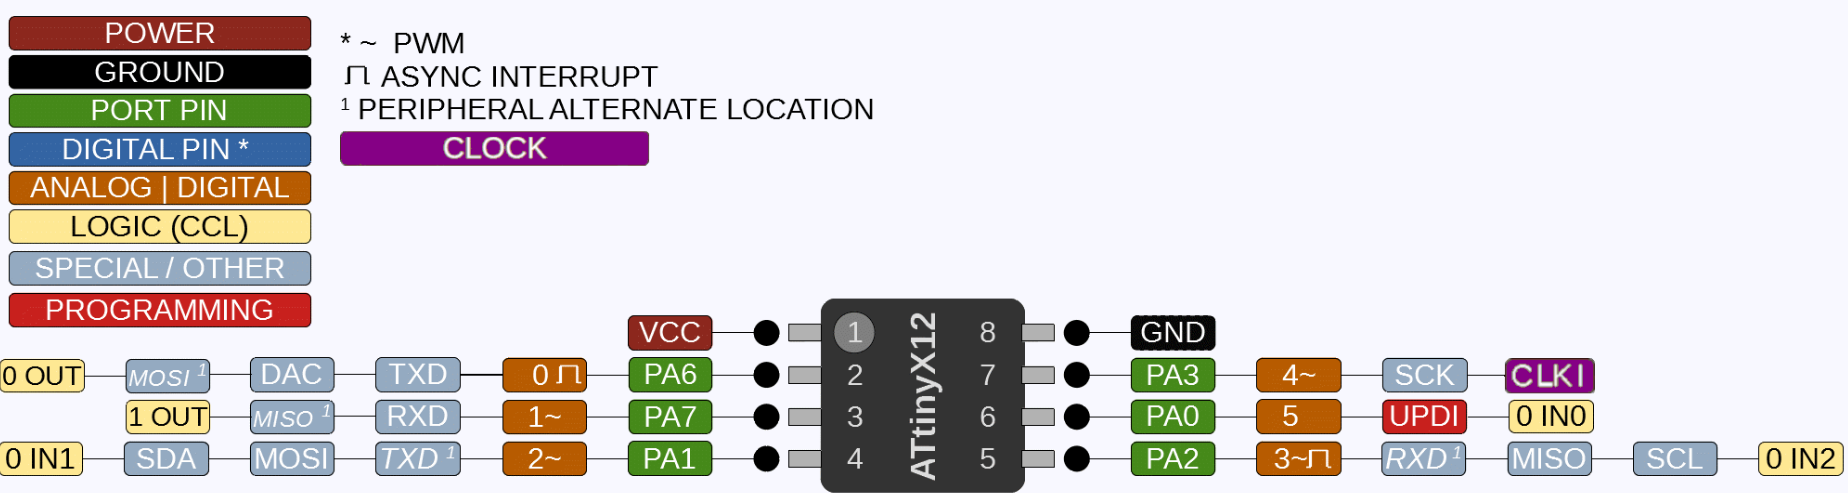 POWER
GROUND
PORT PIN
DIGITAL PIN *
ANALOG | DIGITAL
LOGIC (CCL)
SPECIAL / OTHER
PROGRAMMING
* ~ PWM
ASYNC INTERRUPT
¹ PERIPHERAL ALTERNATE LOCATION
CLOCK
VCC 1 8 GND
0 OUT MOSI ¹ DAC TXD 0 PA6 2 7 PA3 4~ SCK CLKI
1 OUT MISO ¹ RXD 1~ PA7 3 6 PA0 5 UPDI 0 IN0
0 IN1 SDA MOSI TXD ¹ 2~ PA1 4 5 PA2 3~ RXD ¹ MISO SCL 0 IN2
ATtinyX12